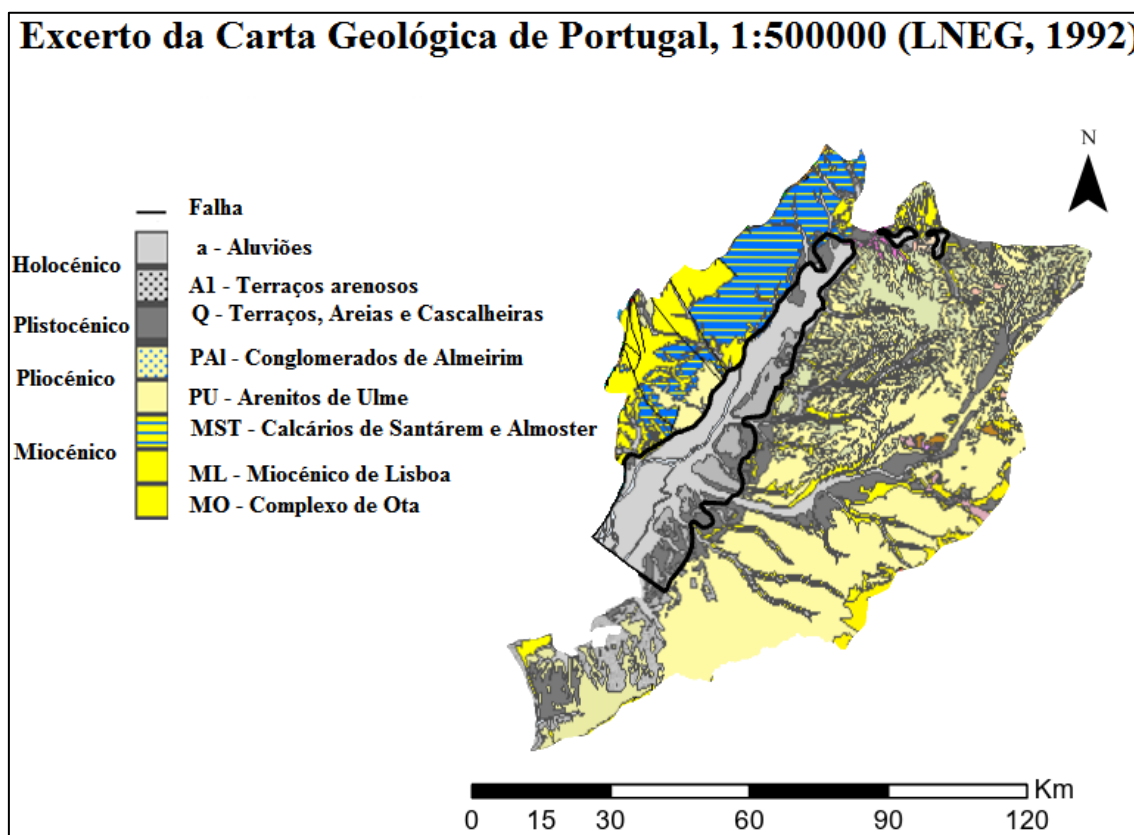 Excerto da Carta Geológica de Portugal, 1:500000 (LNEG, 1992)
N
Falha
a - Aluviões
Holocénico
A1 - Terraços arenosos
Q - Terraços, Areias e Cascalheiras
Plistocénico
PAl - Conglomerados de Almeirim
Pliocénico
PU - Arenitos de Ulme
MST - Calcários de Santárem e Almoster
Miocénico
ML - Miocénico de Lisboa
MO - Complexo de Ota
Km
0 15 30 60 90 120